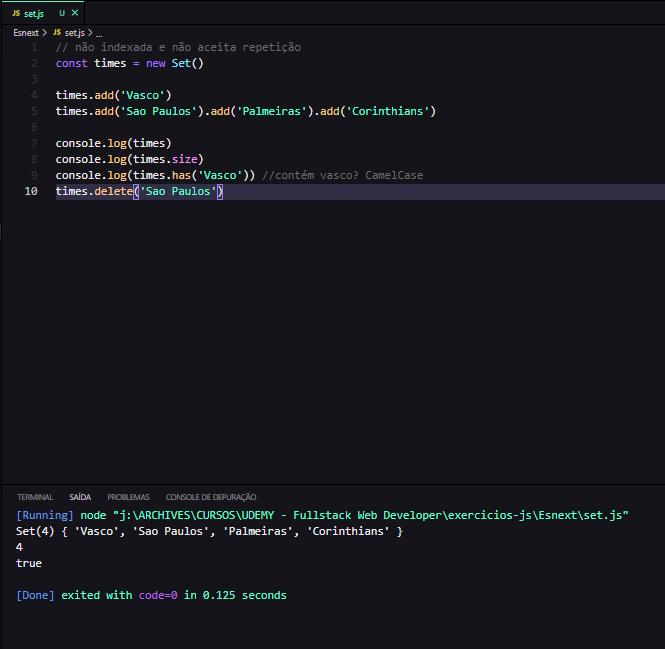 JS set.js U ×
Esnext > JS set.js > ...
1 // não indexada e não aceita repetição
2 const times = new Set()
3
4 times.add('Vasco')
5 times.add('Sao Paulos').add('Palmeiras').add('Corinthians')
6
7 console.log(times)
8 console.log(times.size)
9 console.log(times.has('Vasco')) //contém vasco? CamelCase
10 times.delete('Sao Paulos')
TERMINAL SAÍDA PROBLEMAS CONSOLE DE DEPURAÇÃO
[Running] node "j:\ARCHIVES\CURSOS\UDEMY - Fullstack Web Developer\exercicios-js\Esnext\set.js"
Set(4) { 'Vasco', 'Sao Paulos', 'Palmeiras', 'Corinthians' }
4
true
[Done] exited with code=0 in 0.125 seconds